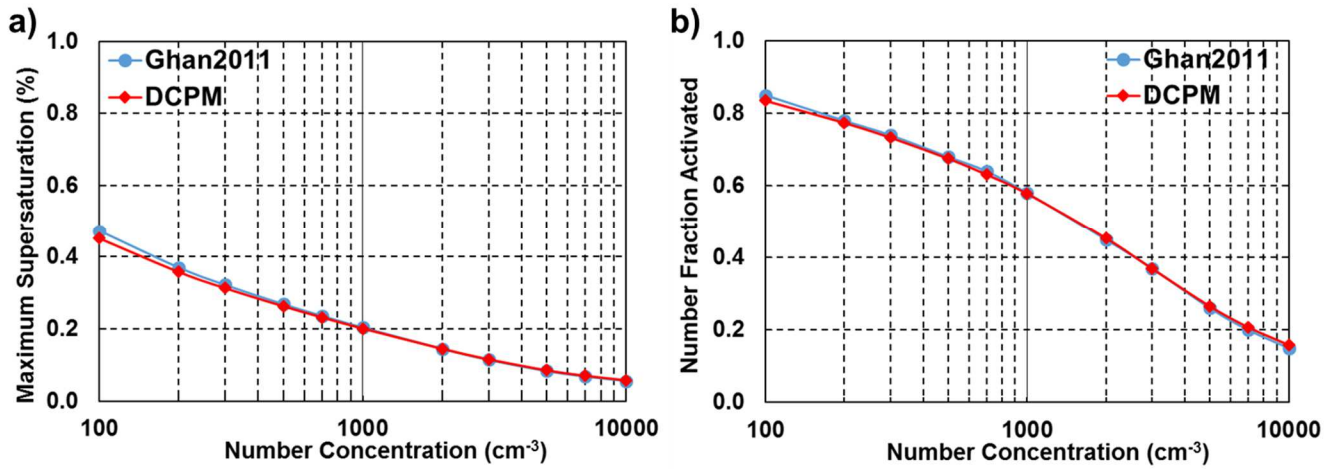 a)
Maximum Supersaturation (%)
1.0
0.8
0.6
0.4
0.2
0.0
Ghan2011
DCPM
100
1000
10000
Number Concentration (cm-3)
b)
Number Fraction Activated
1.0
0.8
0.6
0.4
0.2
0.0
Ghan2011
DCPM
100
1000
10000
Number Concentration (cm-3)